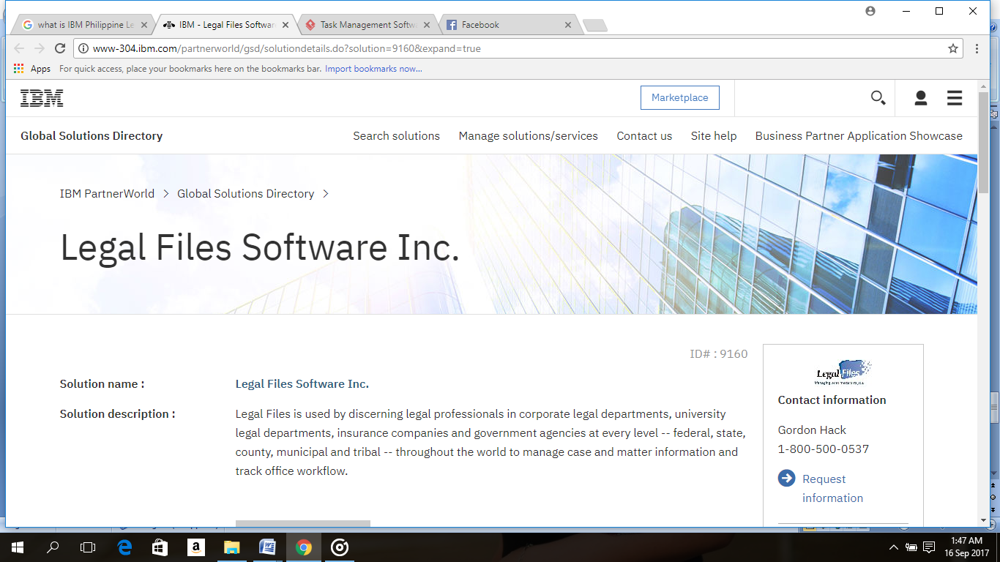 what is IBM Philippine Le
IBM - Legal Files Softwar
Task Management Softw
Facebook
www-304.ibm.com/partnerworld/gsd/solutiondetails.do?solution=9160&expand=true
Apps For quick access, place your bookmarks here on the bookmarks bar. Import bookmarks now...
IBM
Marketplace
Global Solutions Directory
Search solutions
Manage solutions/services
Contact us
Site help
Business Partner Application Showcase
IBM PartnerWorld > Global Solutions Directory >
Legal Files Software Inc.
ID# : 9160
Solution name :
Legal Files Software Inc.
Solution description :
Legal Files is used by discerning legal professionals in corporate legal departments, university
legal departments, insurance companies and government agencies at every level -- federal, state,
county, municipal and tribal -- throughout the world to manage case and matter information and
track office workflow.
Legal Files
Contact information
Gordon Hack
1-800-500-0537
Request
information
1:47 AM
16 Sep 2017